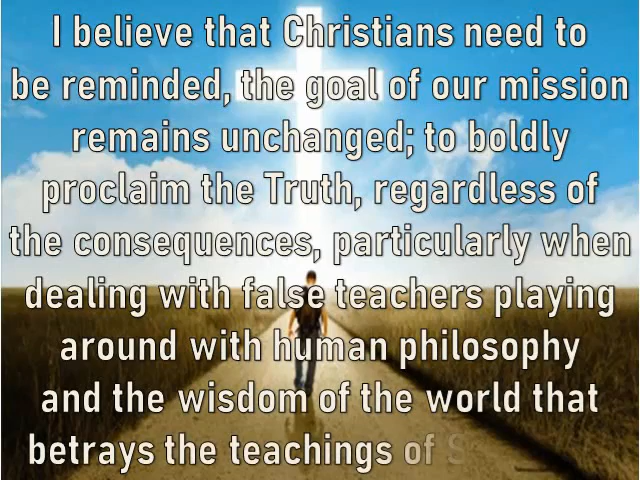 I believe that Christians need to
be reminded, the goal of our mission
remains unchanged; to boldly
proclaim the Truth, regardless of
the consequences, particularly when
dealing with false teachers playing
around with human philosophy
and the wisdom of the world that
betrays the teachings of